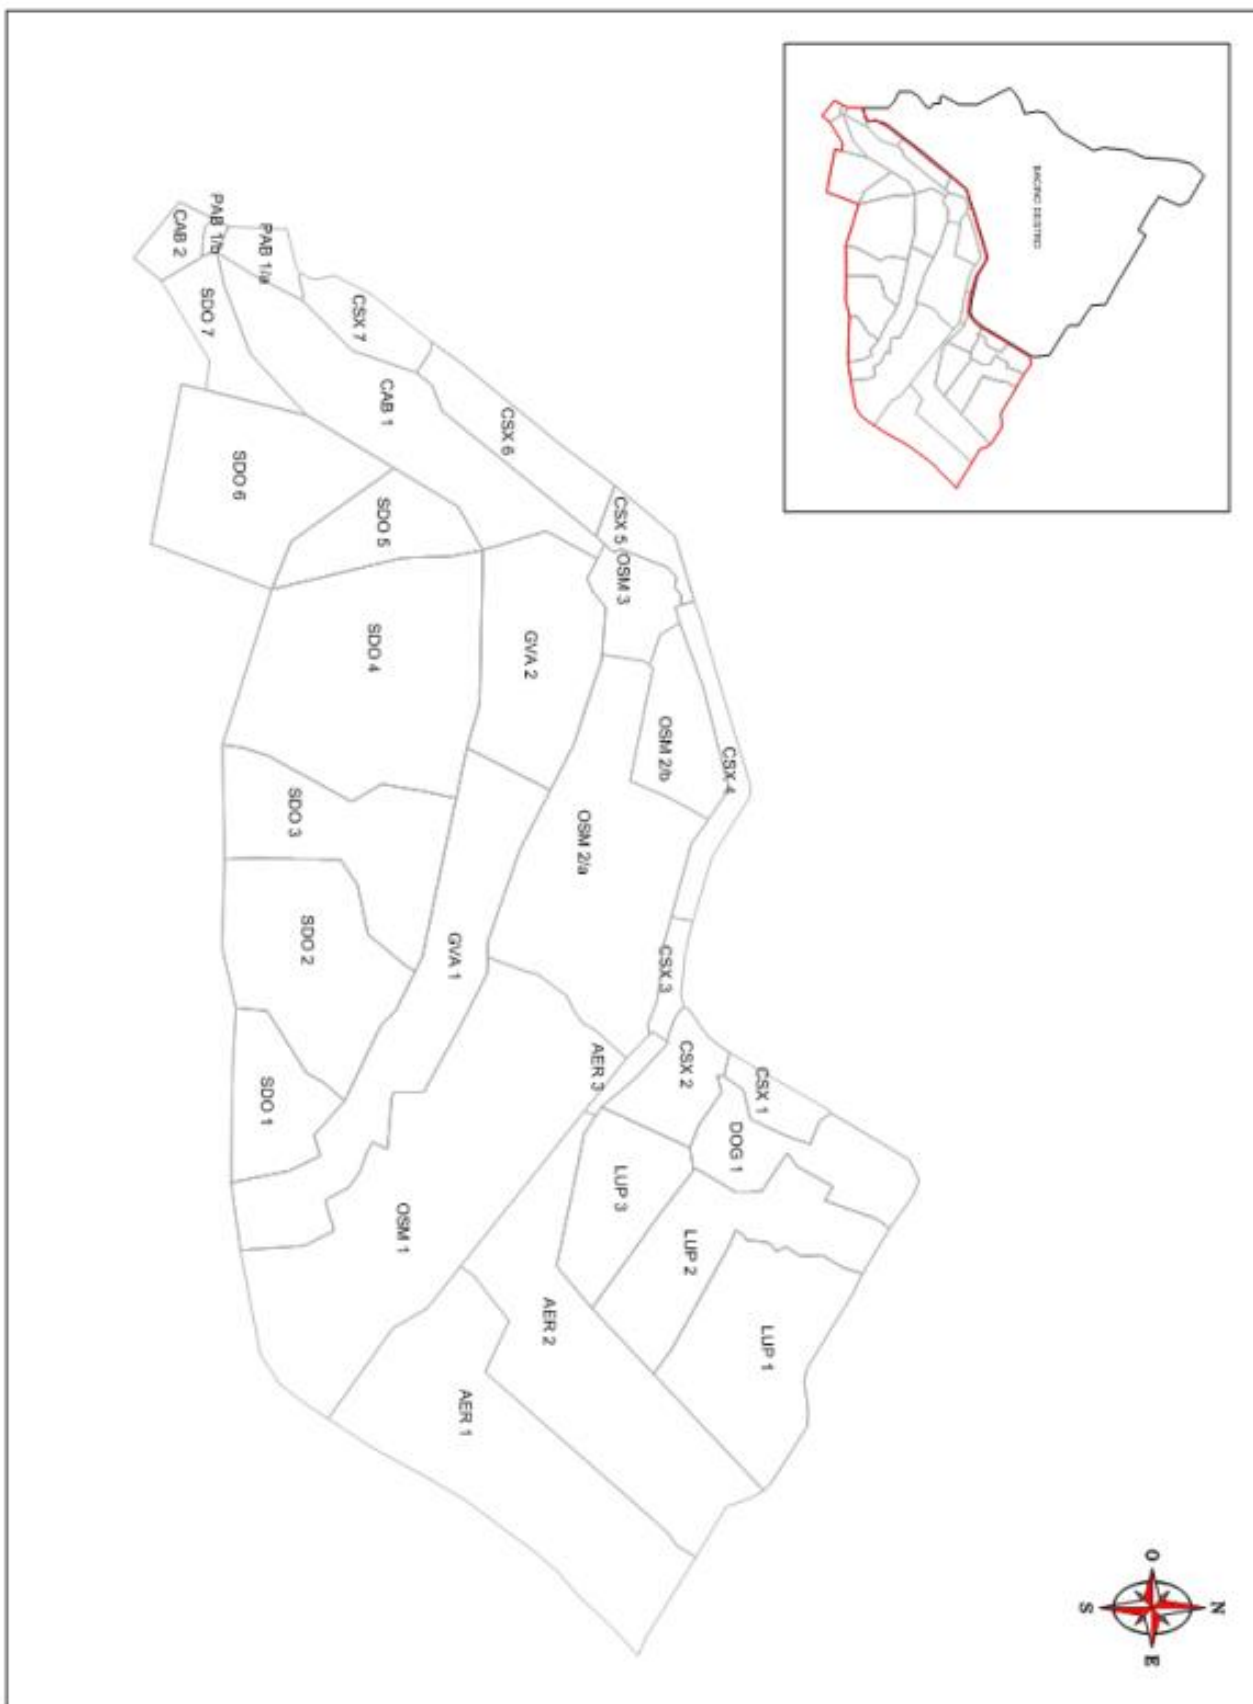 BACINO DESTRO
PAB 1/b
CAB 2
PAB 1/a
SDO 7
CSX 7
CAB 1
CSX 6
SDO 6
SDO 5
CSX 5
OSM 3
SDO 4
GVA 2
OSM 2/b
CSX 4
SDO 3
OSM 2/a
SDO 2
GVA 1
CSX 3
AER 3
CSX 2
CSX 1
SDO 1
DOG 1
LUP 3
OSM 1
LUP 2
AER 2
LUP 1
AER 1
O
N
S
E